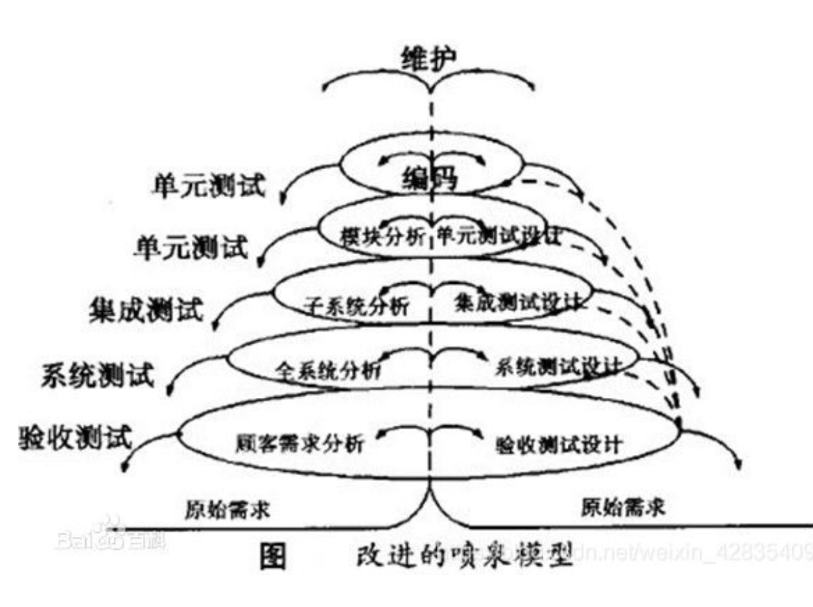 维护
编码
单元测试
模块分析 单元测试设计
单元测试
子系统分析 集成测试设计
集成测试
全系统分析 系统测试设计
系统测试
顾客需求分析 验收测试设计
验收测试
原始需求 原始需求
Baidu百科
图 改进的喷泉模型
dn.net/weixin_42835409